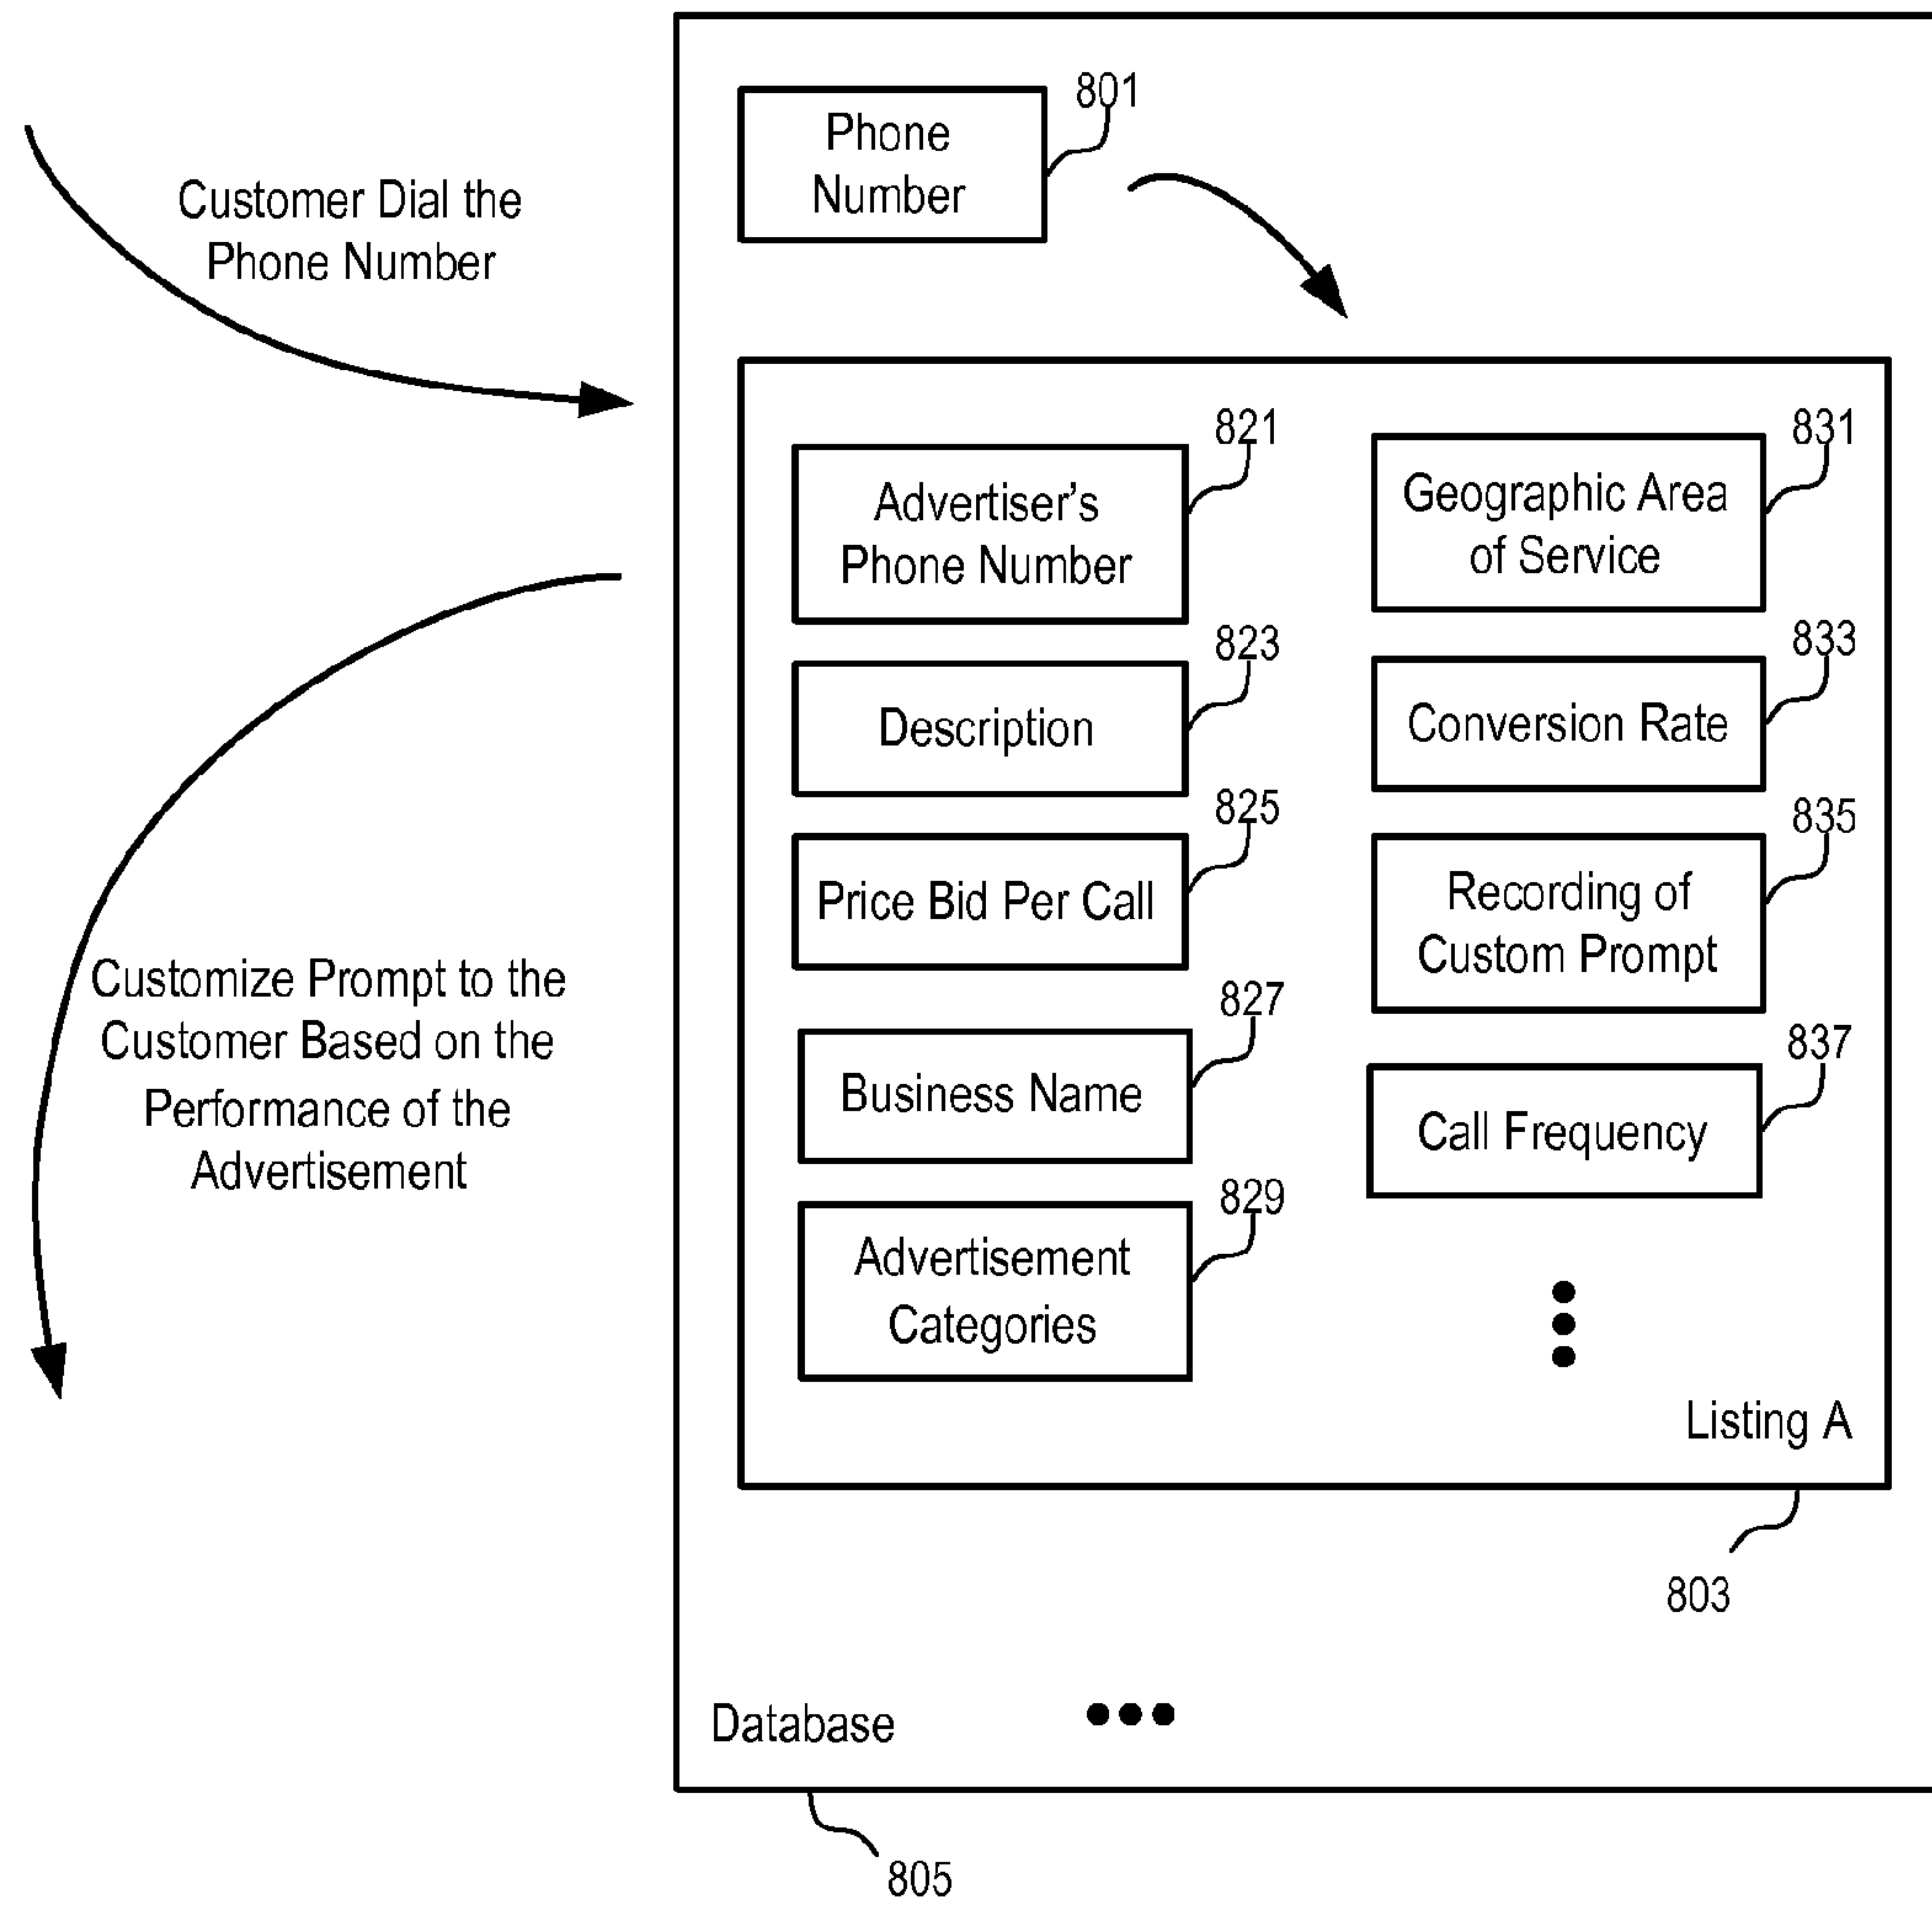 801
Phone
Number
Customer Dial the
Phone Number
821
Advertiser's
Phone Number
831
Geographic Area
of Service
823
Description
833
Conversion Rate
825
Price Bid Per Call
835
Recording of
Custom Prompt
Customize Prompt to the
Customer Based on the
Performance of the
Advertisement
827
Business Name
837
Call Frequency
829
Advertisement
Categories
Listing A
803
Database
805